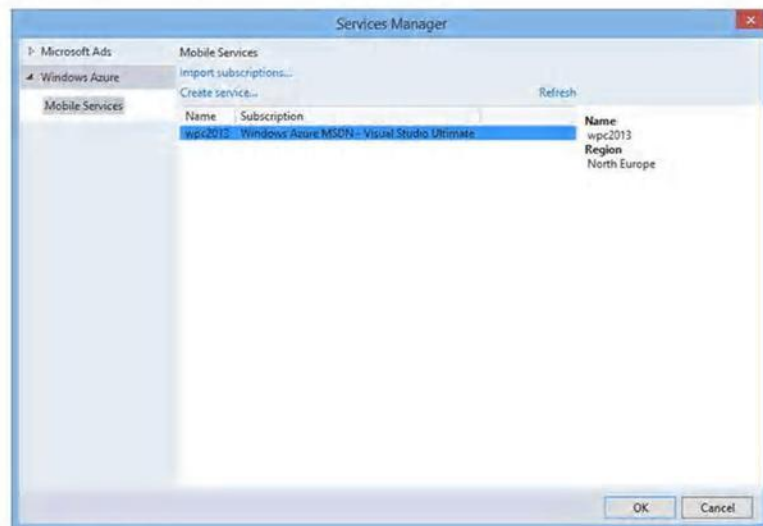 Services Manager
Microsoft Ads
Windows Azure
Mobile Services
Mobile Services
Import subscriptions...
Create service...
Refresh
Name Subscription
wpc2013 Windows Azure MSDN - Visual Studio Ultimate
Name
wpc2013
Region
North Europe
OK Cancel